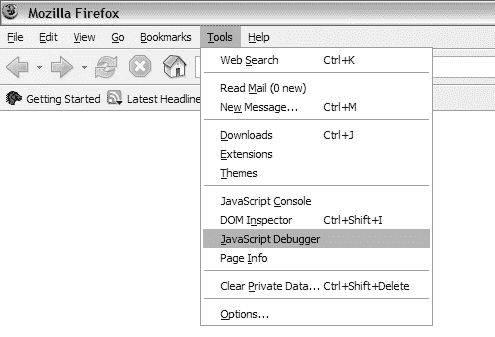 Mozilla Firefox
File Edit View Go Bookmarks Tools Help
Web Search Ctrl+K
Read Mail (0 new)
New Message... Ctrl+M
Getting Started Latest Headline
Downloads Ctrl+J
Extensions
Themes
JavaScript Console
DOM Inspector Ctrl+Shift+I
JavaScript Debugger
Page Info
Clear Private Data... Ctrl+Shift+Delete
Options...